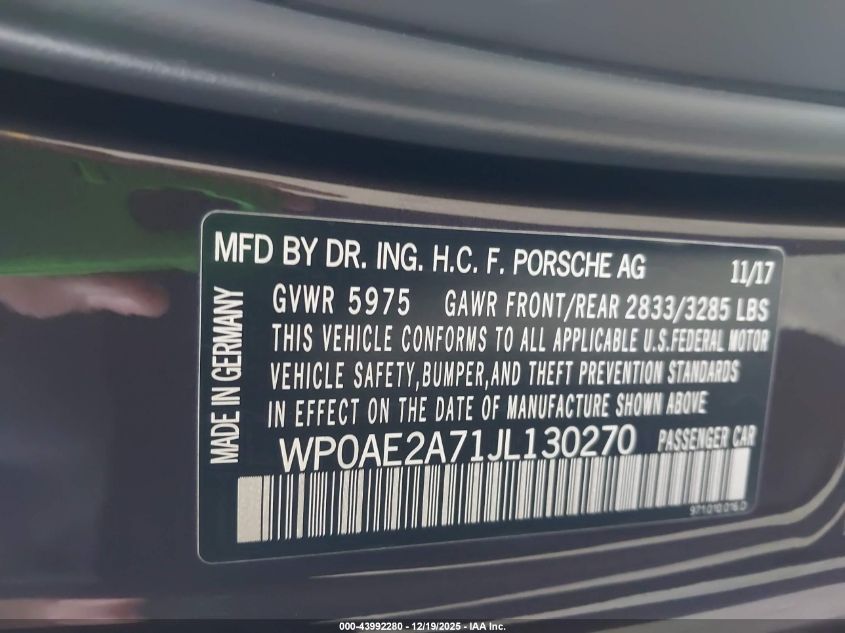 MFD BY DR. ING. H.C. F. PORSCHE AG 11/17
GVWR 5975 GAWR FRONT/REAR 2833/3285 LBS
THIS VEHICLE CONFORMS TO ALL APPLICABLE U.S.FEDERAL MOTOR
VEHICLE SAFETY,BUMPER,AND THEFT PREVENTION STANDARDS
IN EFFECT ON THE DATE OF MANUFACTURE SHOWN ABOVE
WP0AE2A71JL130270 PASSENGER CAR
MADE IN GERMANY
971010016D
000-43992280 - 12/19/2025 - IAA Inc.